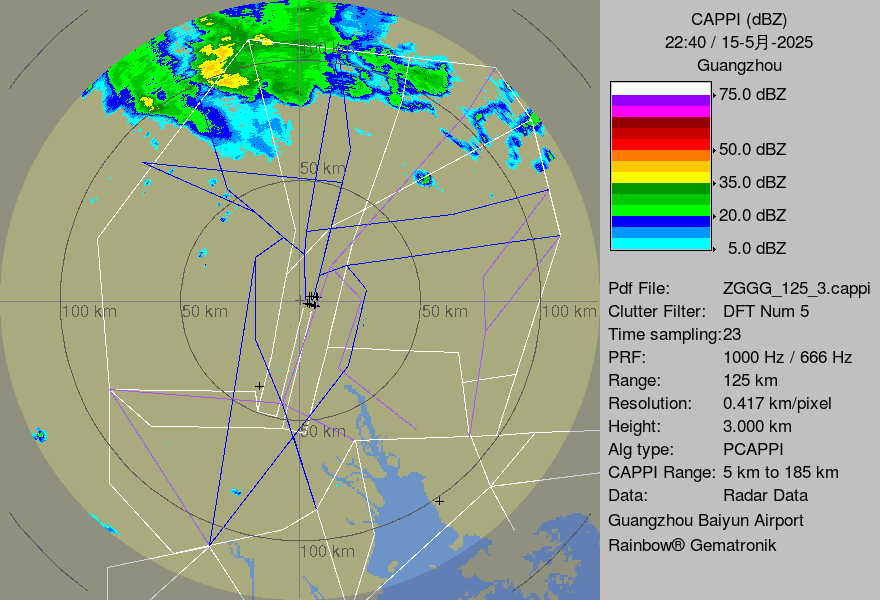 CAPPI (dBZ)
22:40 / 15-5月-2025
Guangzhou
75.0 dBZ
50.0 dBZ
35.0 dBZ
20.0 dBZ
5.0 dBZ
Pdf File: ZGGG_125_3.cappi
Clutter Filter: DFT Num 5
Time sampling:23
PRF: 1000 Hz / 666 Hz
Range: 125 km
Resolution: 0.417 km/pixel
Height: 3.000 km
Alg type: PCAPPI
CAPPI Range: 5 km to 185 km
Data: Radar Data
Guangzhou Baiyun Airport
Rainbow® Gematronik
100 km
50 km
100 km
50 km
50 km
100 km
50 km
100 km